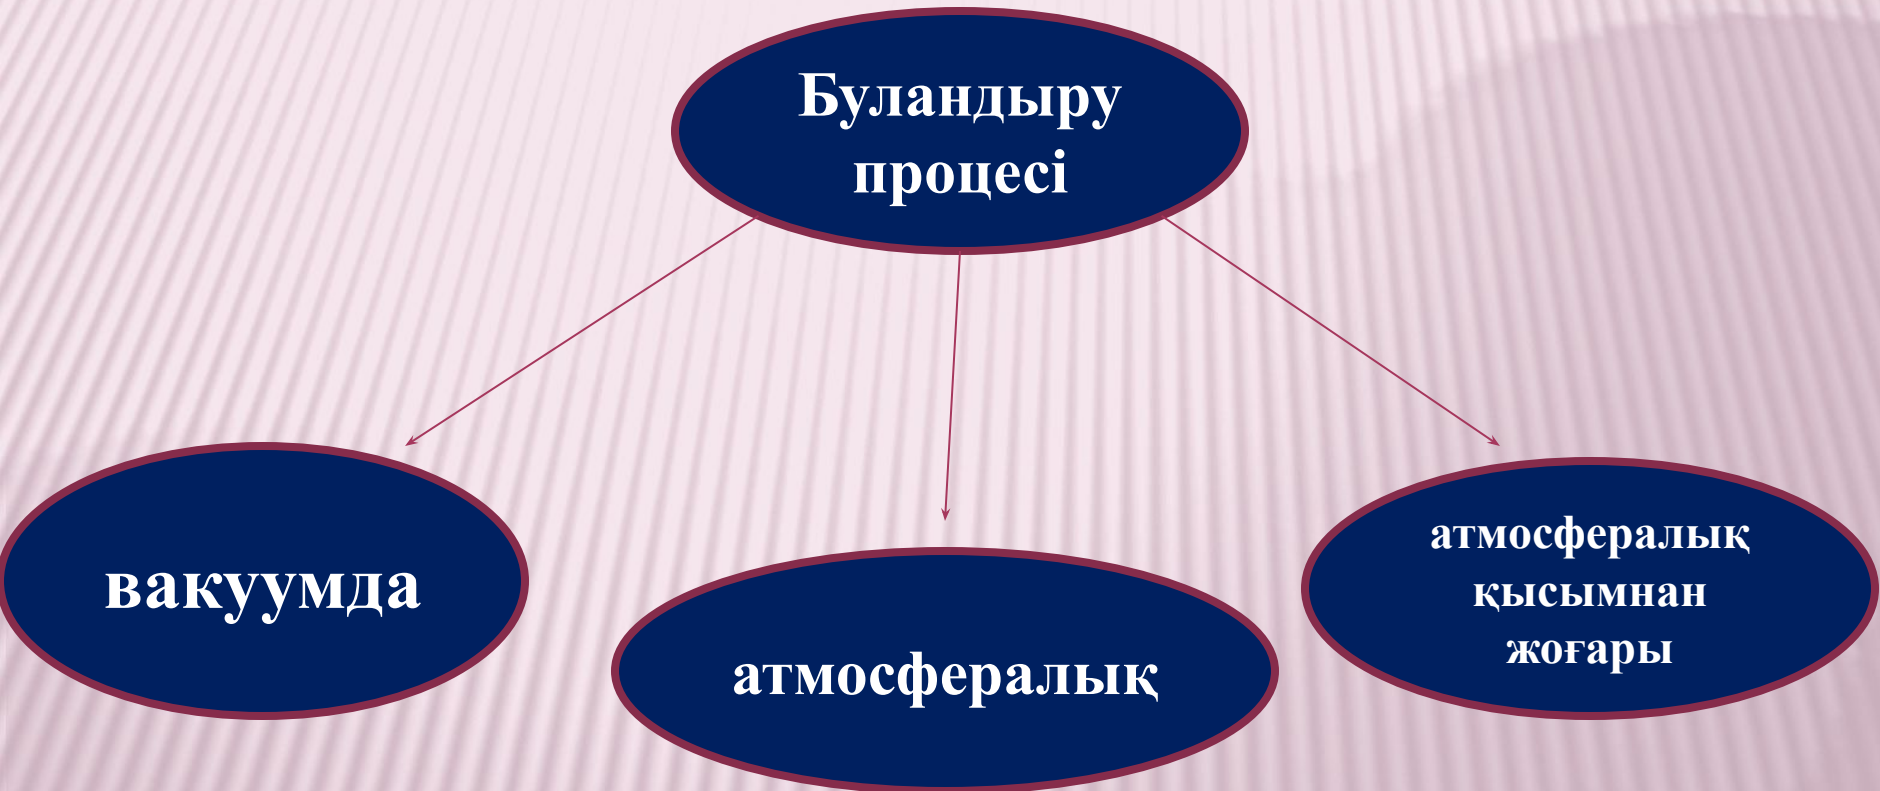 Буландыру
процесі
вакуумда
атмосфералық
атмосфералық
қысымнан
жоғары